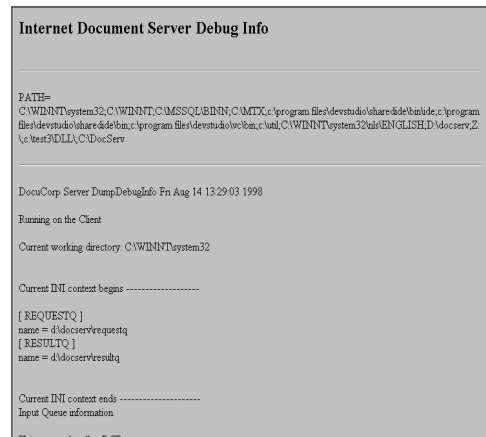 Internet Document Server Debug Info
PATH=
C:\WINNT\system32;C:\WINNT;C:\MSSQL\BINN;C:\MTX;c:\program files\devstudio\sharedide\bin\ide;c:\program
files\devstudio\sharedide\bin;c:\program files\devstudio\vc\bin;c:\util;C:\WINNT\system32\nls\ENGLISH;D:\docserv;Z:
\;c:\test3\DLL\;C:\DocServ
DocuCorp Server DumpDebugInfo Fri Aug 14 13:29:03 1998
Running on the Client
Current working directory: C:\WINNT\system32
Current INI context begins -------------------
[ REQUESTQ ]
name = d:\docserv\requestq
[ RESULTQ ]
name = d:\docserv\resultq
Current INI context ends ---------------------
Input Queue information.